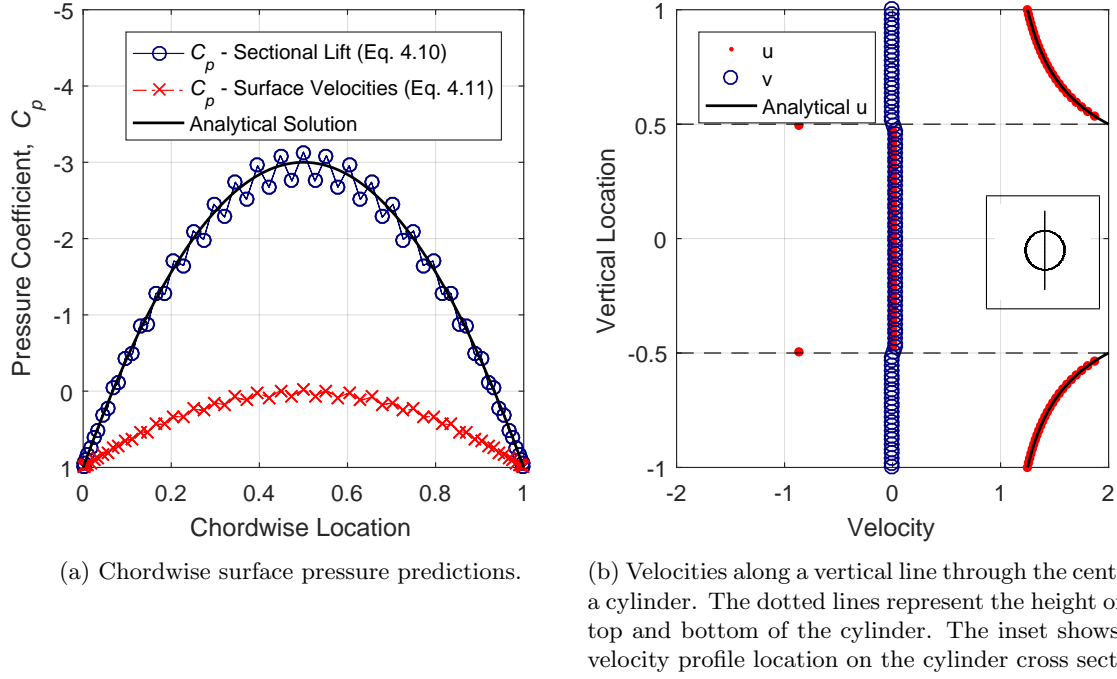 -5
-4
-3
-2
-1
0
1
Pressure Coefficient, Cp
Cp - Sectional Lift (Eq. 4.10)
Cp - Surface Velocities (Eq. 4.11)
Analytical Solution
0
0.2
0.4
0.6
0.8
1
Chordwise Location
(a) Chordwise surface pressure predictions.
1
0.5
0
-0.5
-1
Vertical Location
u
v
Analytical u
-2
-1
0
1
2
Velocity
(b) Velocities along a vertical line through the cent
a cylinder. The dotted lines represent the height o
top and bottom of the cylinder. The inset shows
velocity profile location on the cylinder cross sect